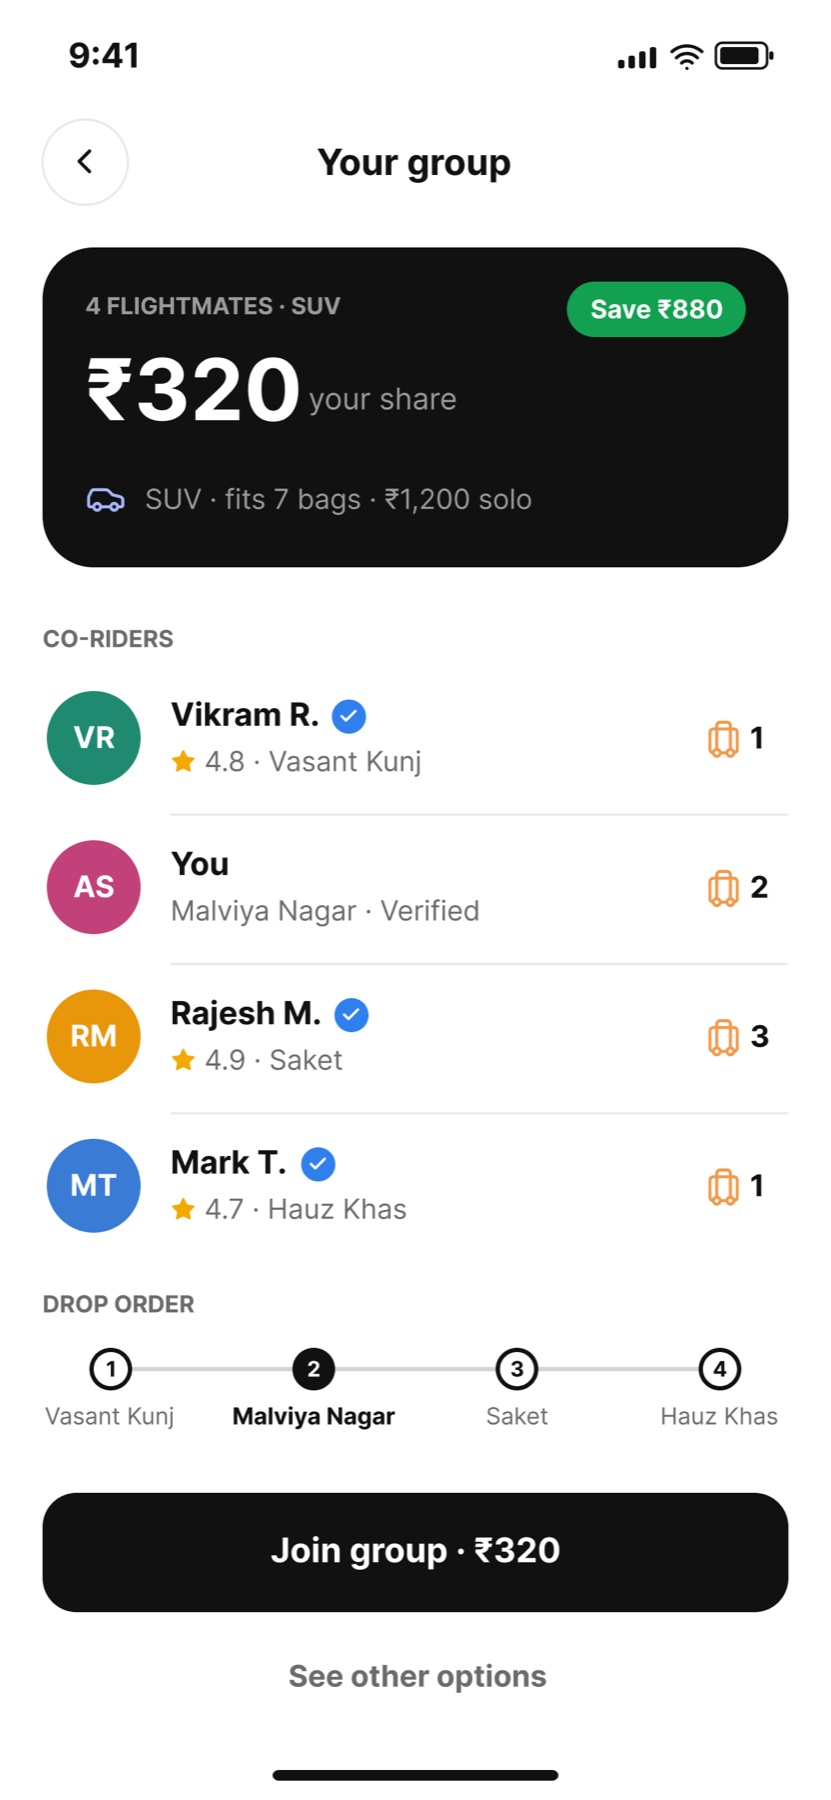 9:41
Your group
4 FLIGHTMATES · SUV
Save ₹880
₹320 your share
SUV · fits 7 bags · ₹1,200 solo
CO-RIDERS
VR
Vikram R.
4.8 · Vasant Kunj
1
AS
You
Malviya Nagar · Verified
2
RM
Rajesh M.
4.9 · Saket
3
MT
Mark T.
4.7 · Hauz Khas
1
DROP ORDER
1 2 3 4
Vasant Kunj Malviya Nagar Saket Hauz Khas
Join group · ₹320
See other options